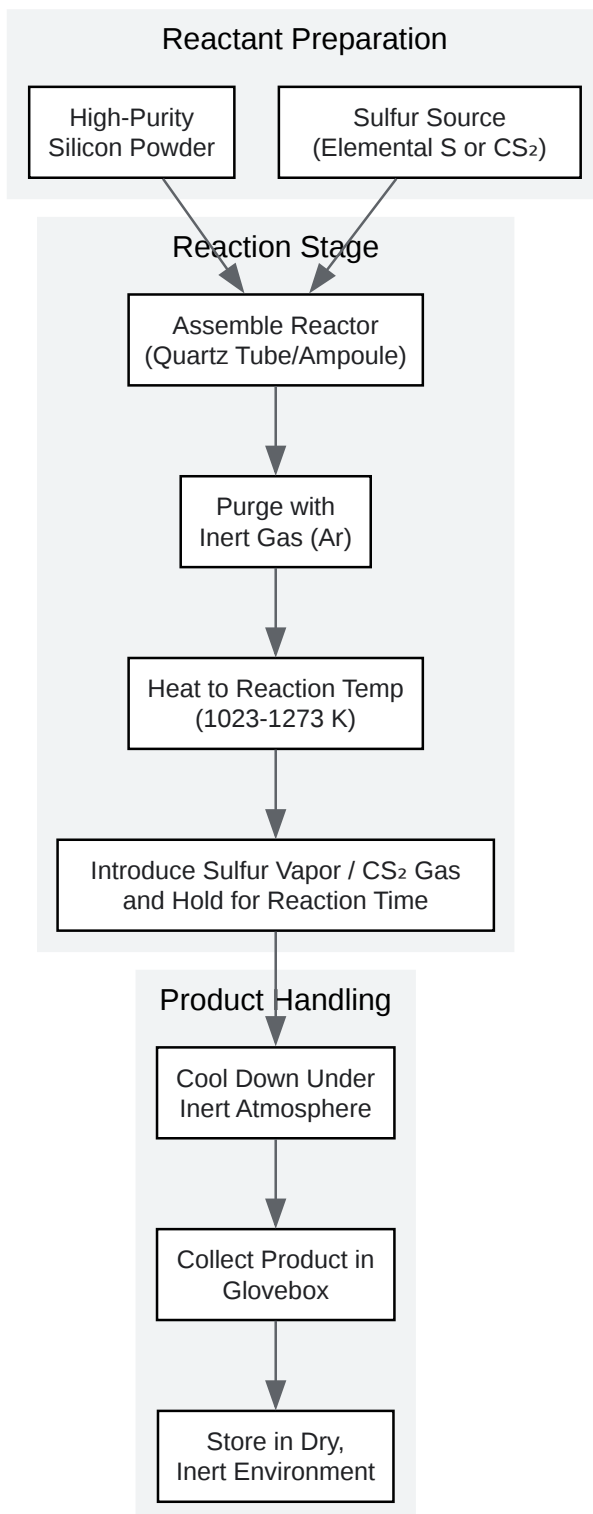 Reactant Preparation
High-Purity
Silicon Powder
Sulfur Source
(Elemental S or CS₂)
Reaction Stage
Assemble Reactor
(Quartz Tube/Ampoule)
Purge with
Inert Gas (Ar)
Heat to Reaction Temp
(1023-1273 K)
Introduce Sulfur Vapor / CS₂ Gas
and Hold for Reaction Time
Product Handling
Cool Down Under
Inert Atmosphere
Collect Product in
Glovebox
Store in Dry,
Inert Environment